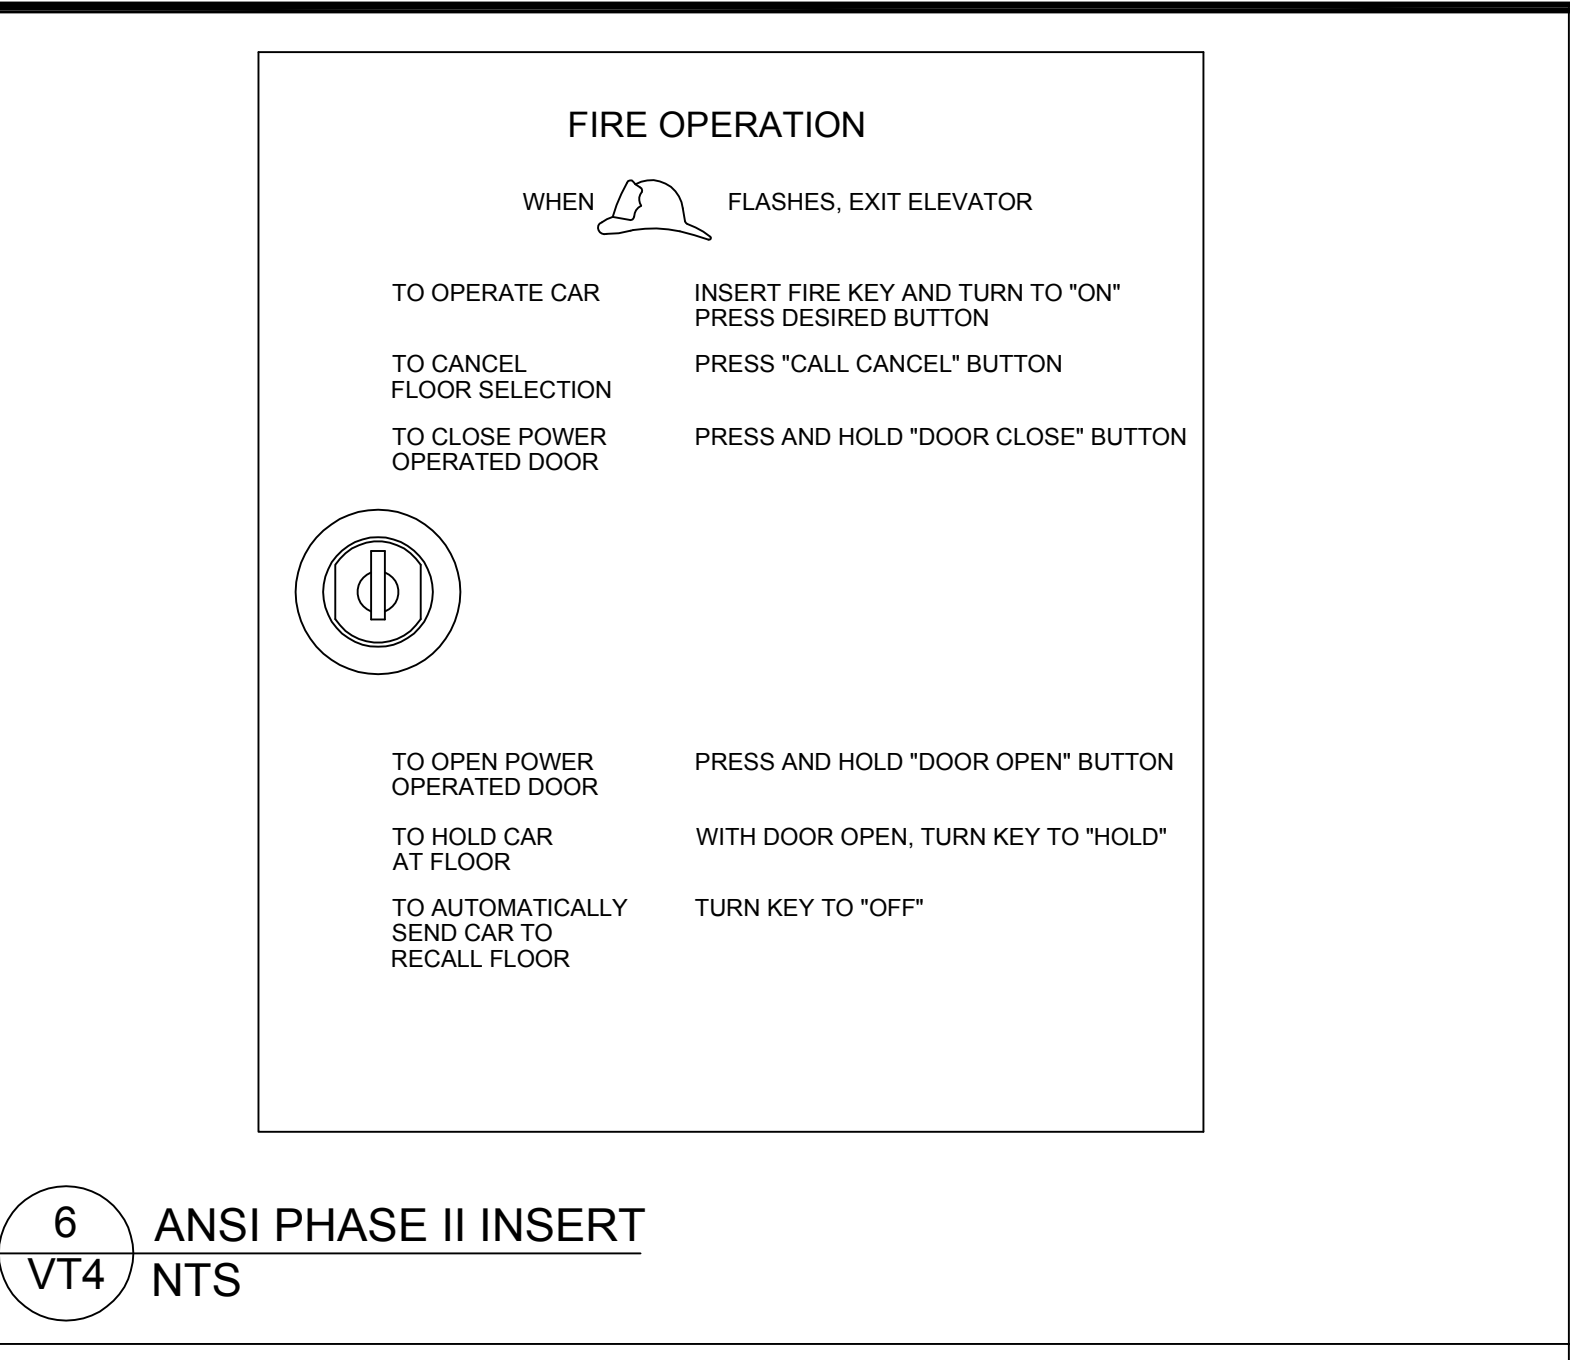 FIRE OPERATION
WHEN FLASHES, EXIT ELEVATOR
TO OPERATE CAR
INSERT FIRE KEY AND TURN TO "ON"
PRESS DESIRED BUTTON
TO CANCEL
FLOOR SELECTION
PRESS "CALL CANCEL" BUTTON
TO CLOSE POWER
OPERATED DOOR
PRESS AND HOLD "DOOR CLOSE" BUTTON
TO OPEN POWER
OPERATED DOOR
PRESS AND HOLD "DOOR OPEN" BUTTON
TO HOLD CAR
AT FLOOR
WITH DOOR OPEN, TURN KEY TO "HOLD"
TO AUTOMATICALLY
SEND CAR TO
RECALL FLOOR
TURN KEY TO "OFF"
6
VT4
ANSI PHASE II INSERT
NTS